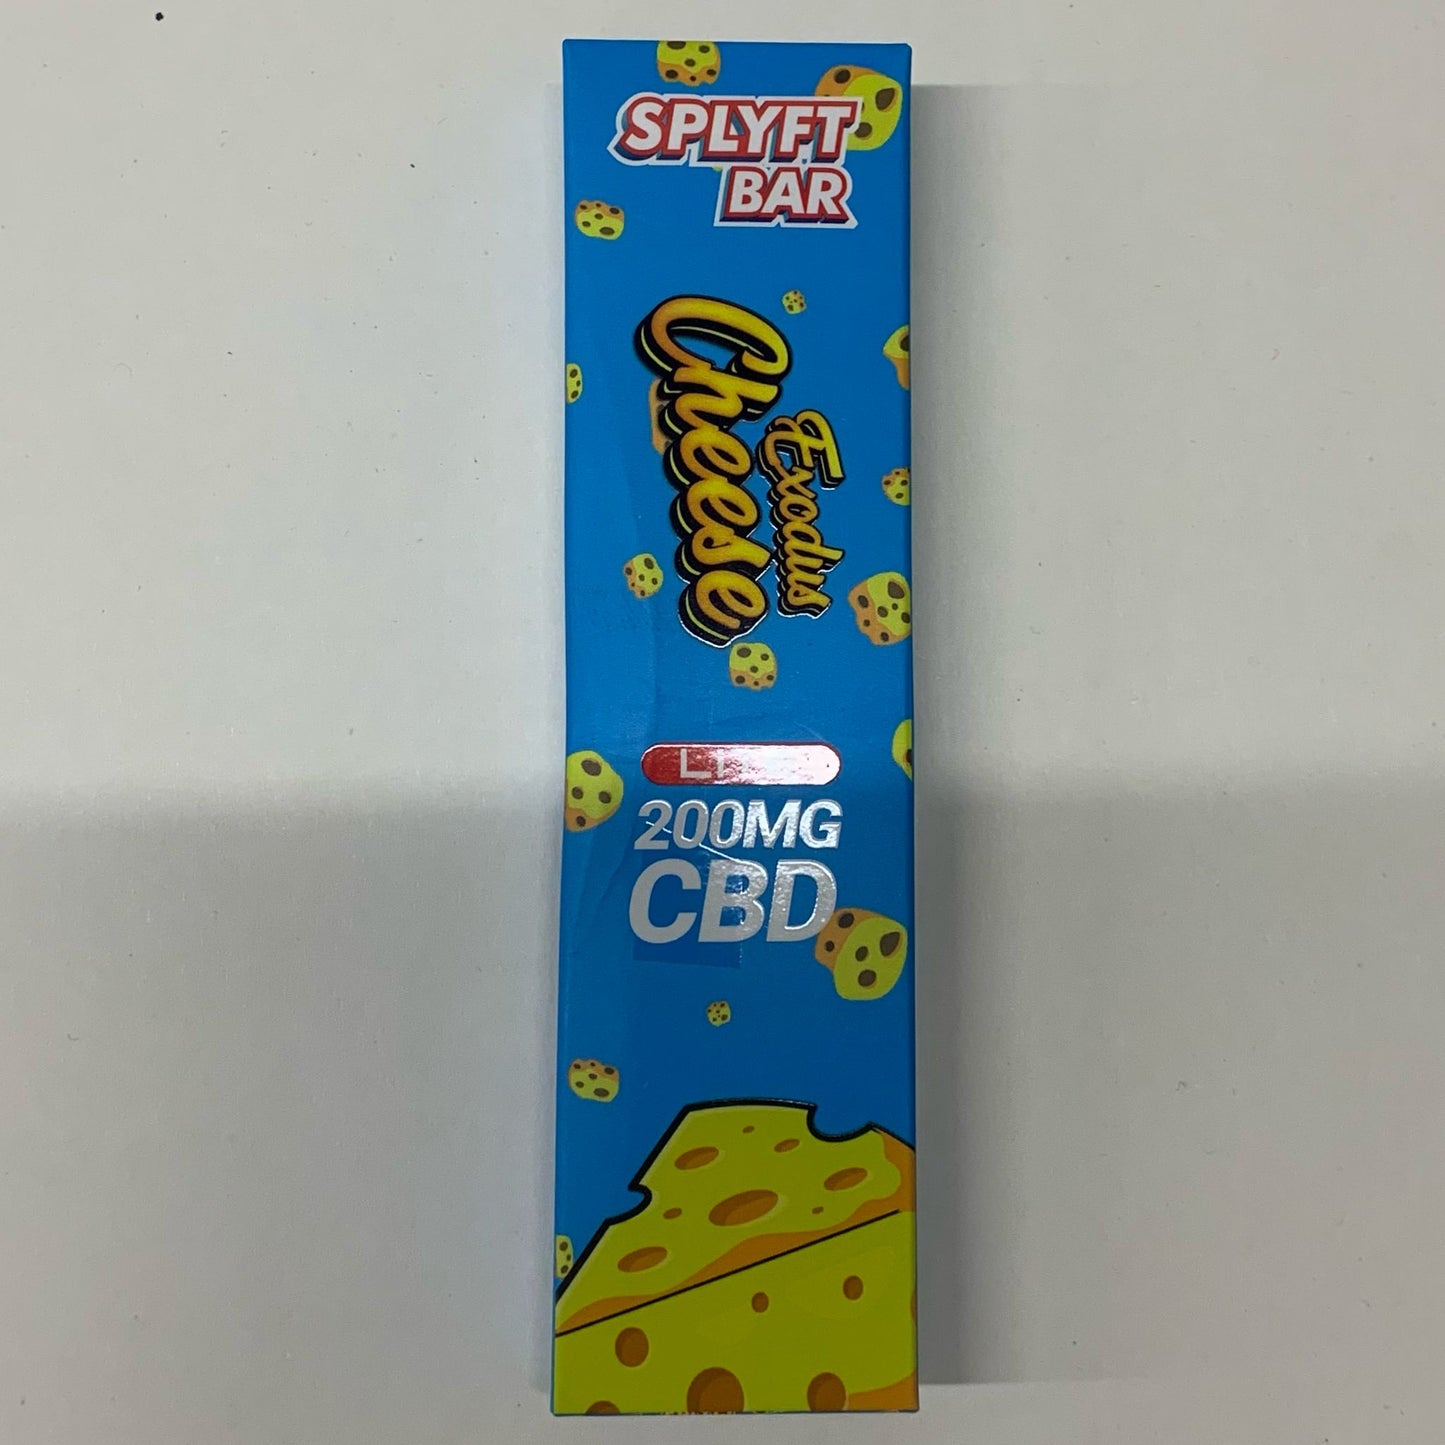 SPLYFT
BAR
Exodus
Cheese
200MG
CBD